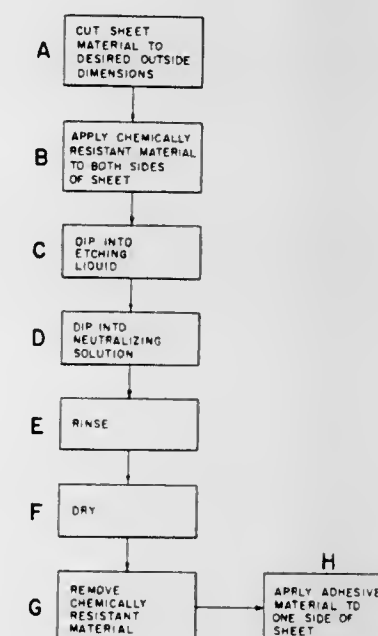 A
CUT SHEET
MATERIAL TO
DESIRED OUTSIDE
DIMENSIONS
B
APPLY CHEMICALLY
RESISTANT MATERIAL
TO BOTH SIDES
OF SHEET
C
DIP INTO
ETCHING
LIQUID
D
DIP INTO
NEUTRALIZING
SOLUTION
E
RINSE
F
DRY
G
REMOVE
CHEMICALLY
RESISTANT
MATERIAL
H
APPLY ADHESIVE
MATERIAL TO
ONE SIDE OF
SHEET